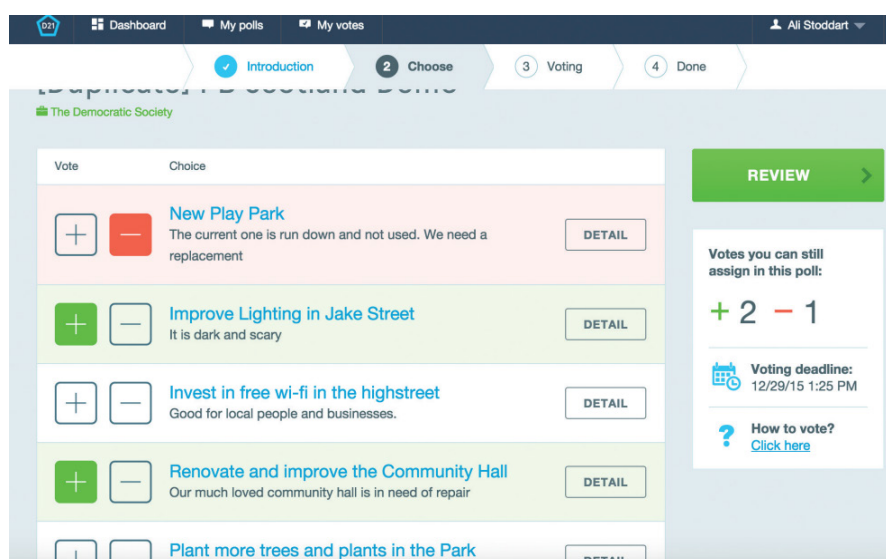 D21 Dashboard My polls My votes Ali Stoddart
Introduction 2 Choose 3 Voting 4 Done
[Duplicate] PB Scotland Demo
The Democratic Society
Vote Choice
REVIEW
New Play Park
The current one is run down and not used. We need a
replacement
DETAIL
Votes you can still
assign in this poll:
+ 2 − 1
Improve Lighting in Jake Street
It is dark and scary
DETAIL
Voting deadline:
12/29/15 1:25 PM
Invest in free wi-fi in the highstreet
Good for local people and businesses.
DETAIL
How to vote?
Click here
Renovate and improve the Community Hall
Our much loved community hall is in need of repair
DETAIL
Plant more trees and plants in the Park
DETAIL